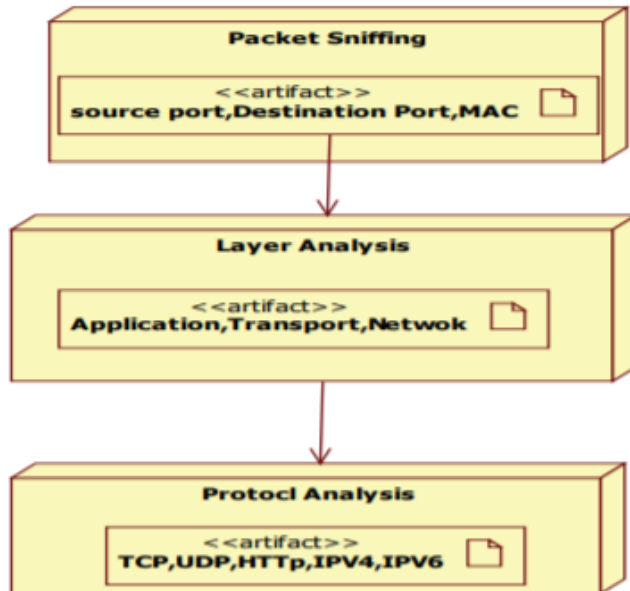 Packet Sniffing
<<artifact>>
source port,Destination Port,MAC
Layer Analysis
<<artifact>>
Application,Transport,Netwok
Protocl Analysis
<<artifact>>
TCP,UDP,HTTp,IPV4,IPV6